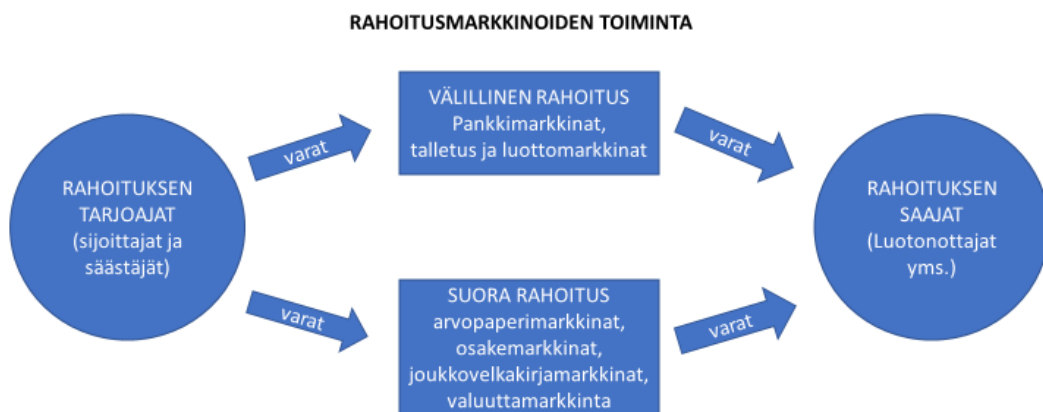 RAHOITUSMARKKINOIDEN TOIMINTA
RAHOITUKSEN
TARJOAJAT
(sijoittajat ja
säästäjät)
varat
varat
VÄLILLINEN RAHOITUS
Pankkimarkkinat,
talletus ja luottomarkkinat
SUORA RAHOITUS
arvopaperimarkkinat,
osakemarkkinat,
joukkovelkakirjamarkkinat,
valuuttamarkkinta
varat
varat
RAHOITUKSEN
SAAJAT
(Luotonottajat
yms.)